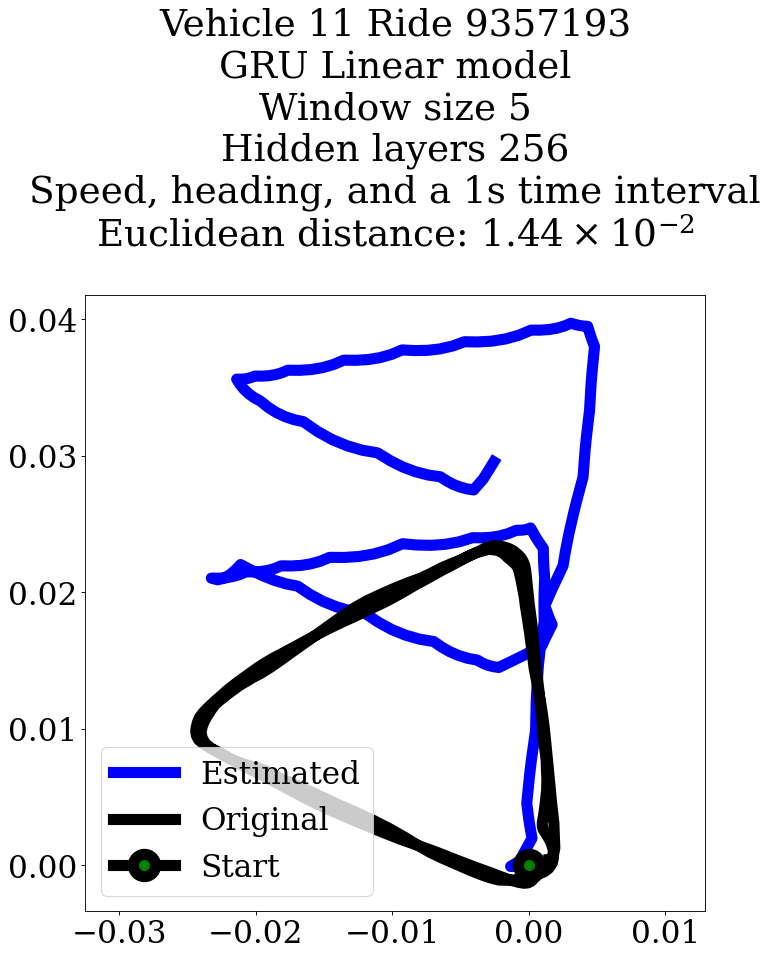 Vehicle 11 Ride 9357193
GRU Linear model
Window size 5
Hidden layers 256
Speed, heading, and a 1s time interval
Euclidean distance: 1.44 × 10⁻²
0.04
0.03
0.02
0.01
0.00
Estimated
Original
Start
−0.03 −0.02 −0.01 0.00 0.01